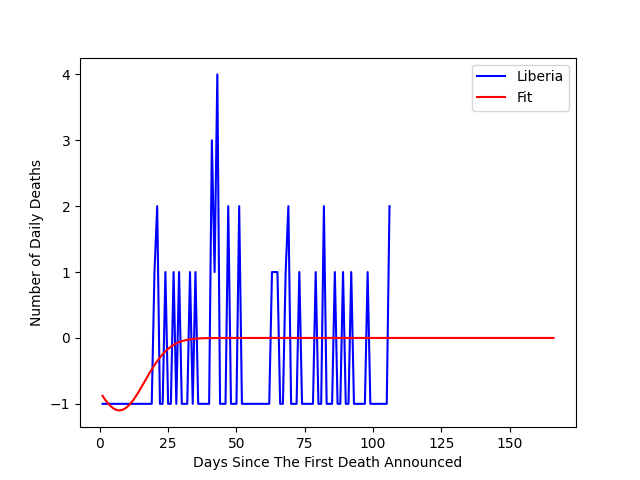 Liberia
Fit
4
3
2
1
0
−1
Number of Daily Deaths
0 25 50 75 100 125 150
Days Since The First Death Announced